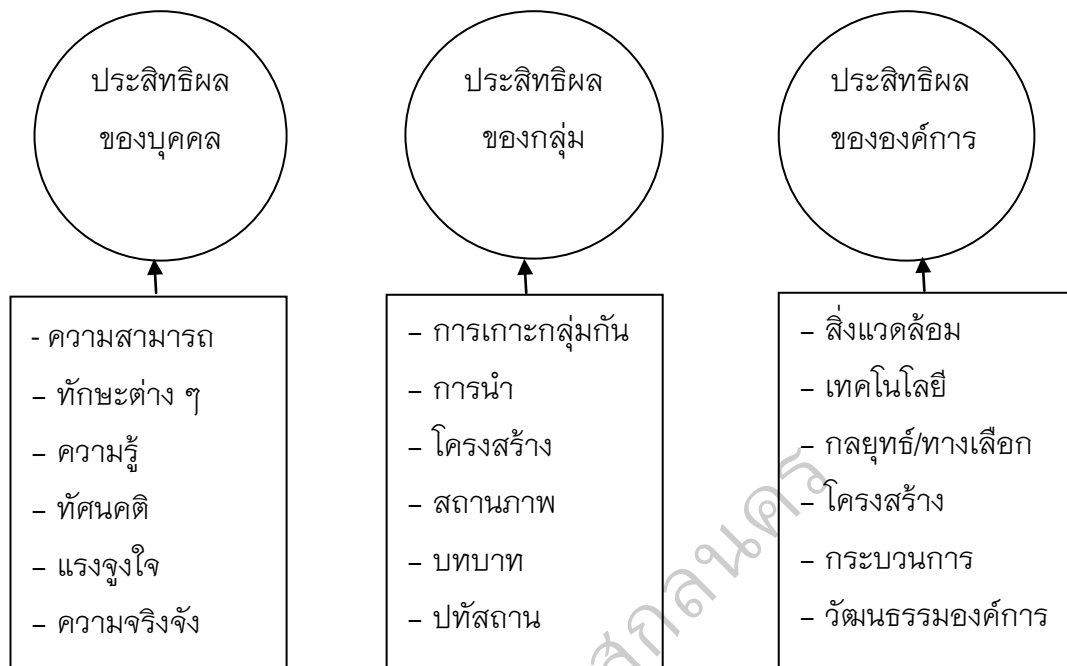 ประสิทธิผล
ของบุคคล
ประสิทธิผล
ของกลุ่ม
ประสิทธิผล
ขององค์การ
- ความสามารถ
– ทักษะต่าง ๆ
– ความรู้
– ทัศนคติ
– แรงจูงใจ
– ความจริงจัง
– การเกาะกลุ่มกัน
– การนำ
– โครงสร้าง
– สถานภาพ
– บทบาท
– ปทัสถาน
– สิ่งแวดล้อม
– เทคโนโลยี
– กลยุทธ์/ทางเลือก
– โครงสร้าง
– กระบวนการ
– วัฒนธรรมองค์การ
สกลนคร